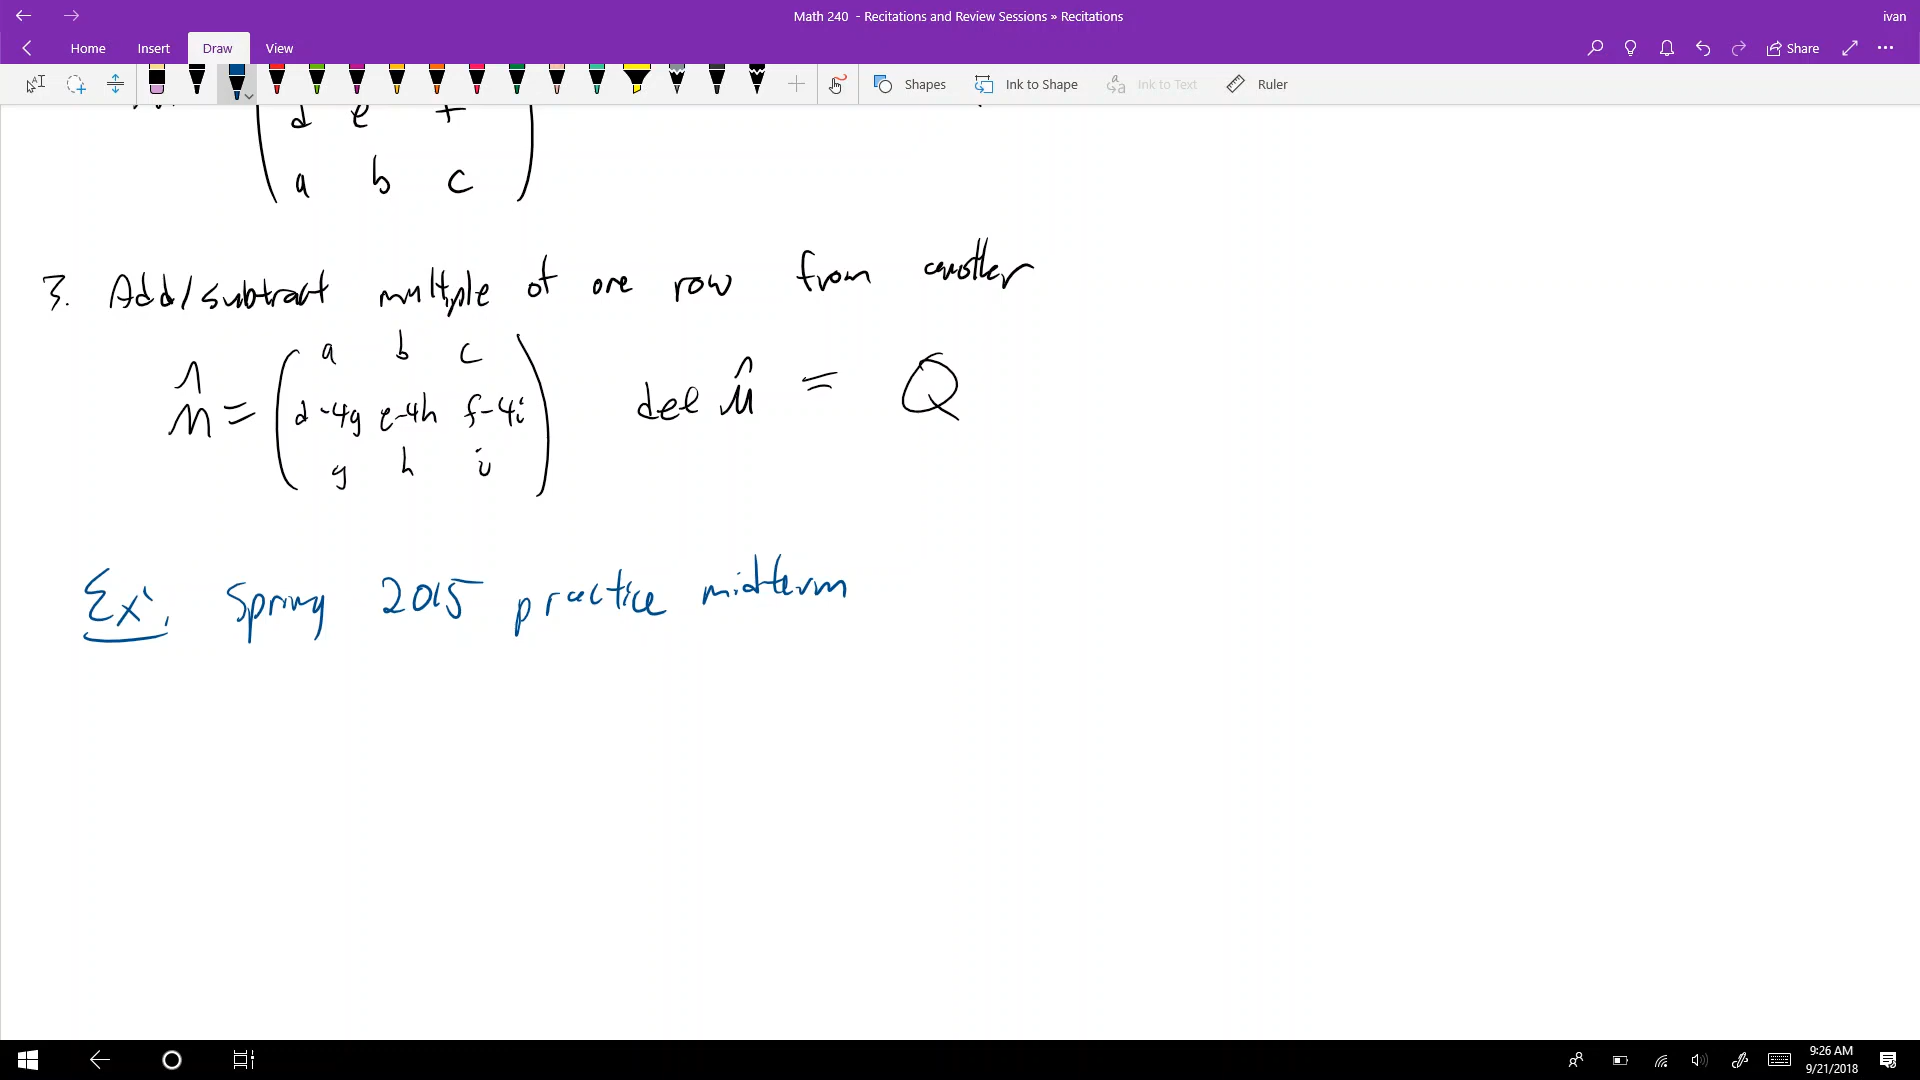 Math 240 - Recitations and Review Sessions » Recitations
ivan
Home Insert Draw View
Share
Shapes Ink to Shape Ink to Text Ruler
d e f
a b c
3. Add/subtract multiple of one row from another
a b c
M̂ = d-4g e-4h f-4i det M̂ = Q
g h i
Ex: Spring 2015 practice midterm
9:26 AM
9/21/2018